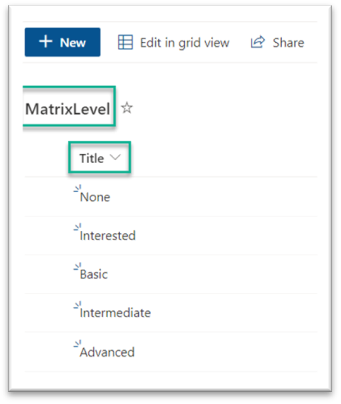 + New Edit in grid view Share
MatrixLevel
Title
None
Interested
Basic
Intermediate
Advanced